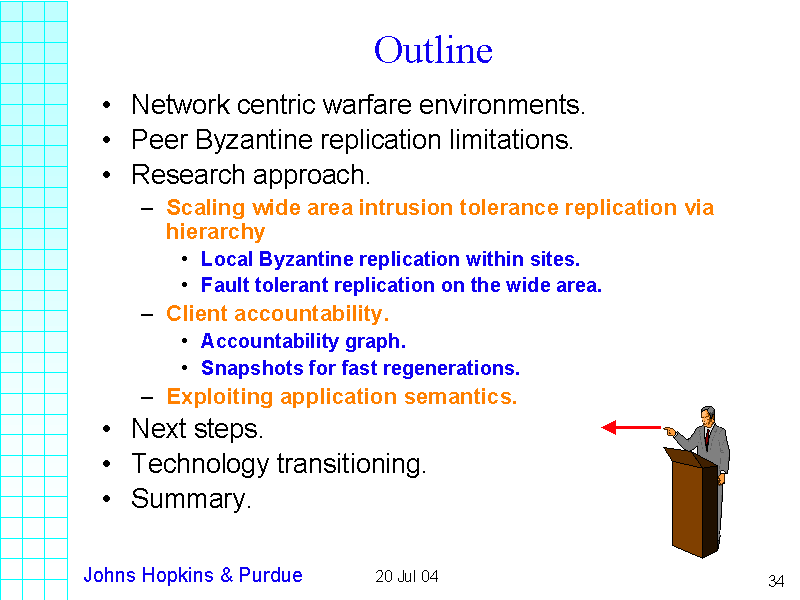 Outline
• Network centric warfare environments.
• Peer Byzantine replication limitations.
• Research approach.
– Scaling wide area intrusion tolerance replication via
hierarchy
• Local Byzantine replication within sites.
• Fault tolerant replication on the wide area.
– Client accountability.
• Accountability graph.
• Snapshots for fast regenerations.
– Exploiting application semantics.
• Next steps.
• Technology transitioning.
• Summary.
Johns Hopkins & Purdue
20 Jul 04
34